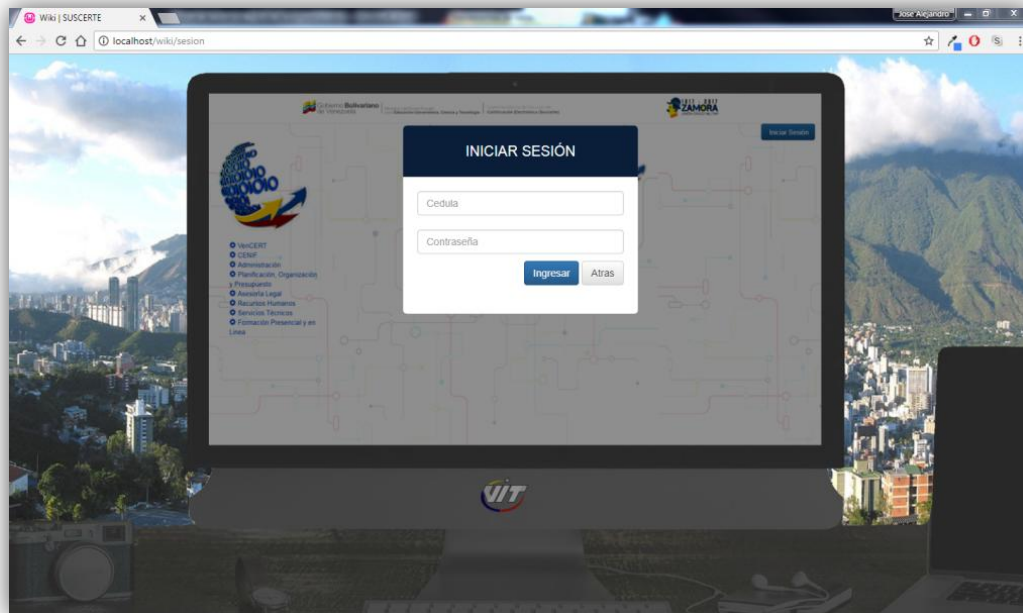 Wiki | SUSCERTE
Jose Alejandro
localhost/wiki/sesion
Gobierno Bolivariano
de Venezuela
ZAMORA
Iniciar Sesión
INICIAR SESIÓN
Cedula
Contraseña
Ingresar
Atras
VenCERT
CENIF
Administración
Planificación, Organización
y Presupuesto
Asesoría Legal
Recursos Humanos
Servicios Técnicos
Formación Presencial y en
Línea
VIT